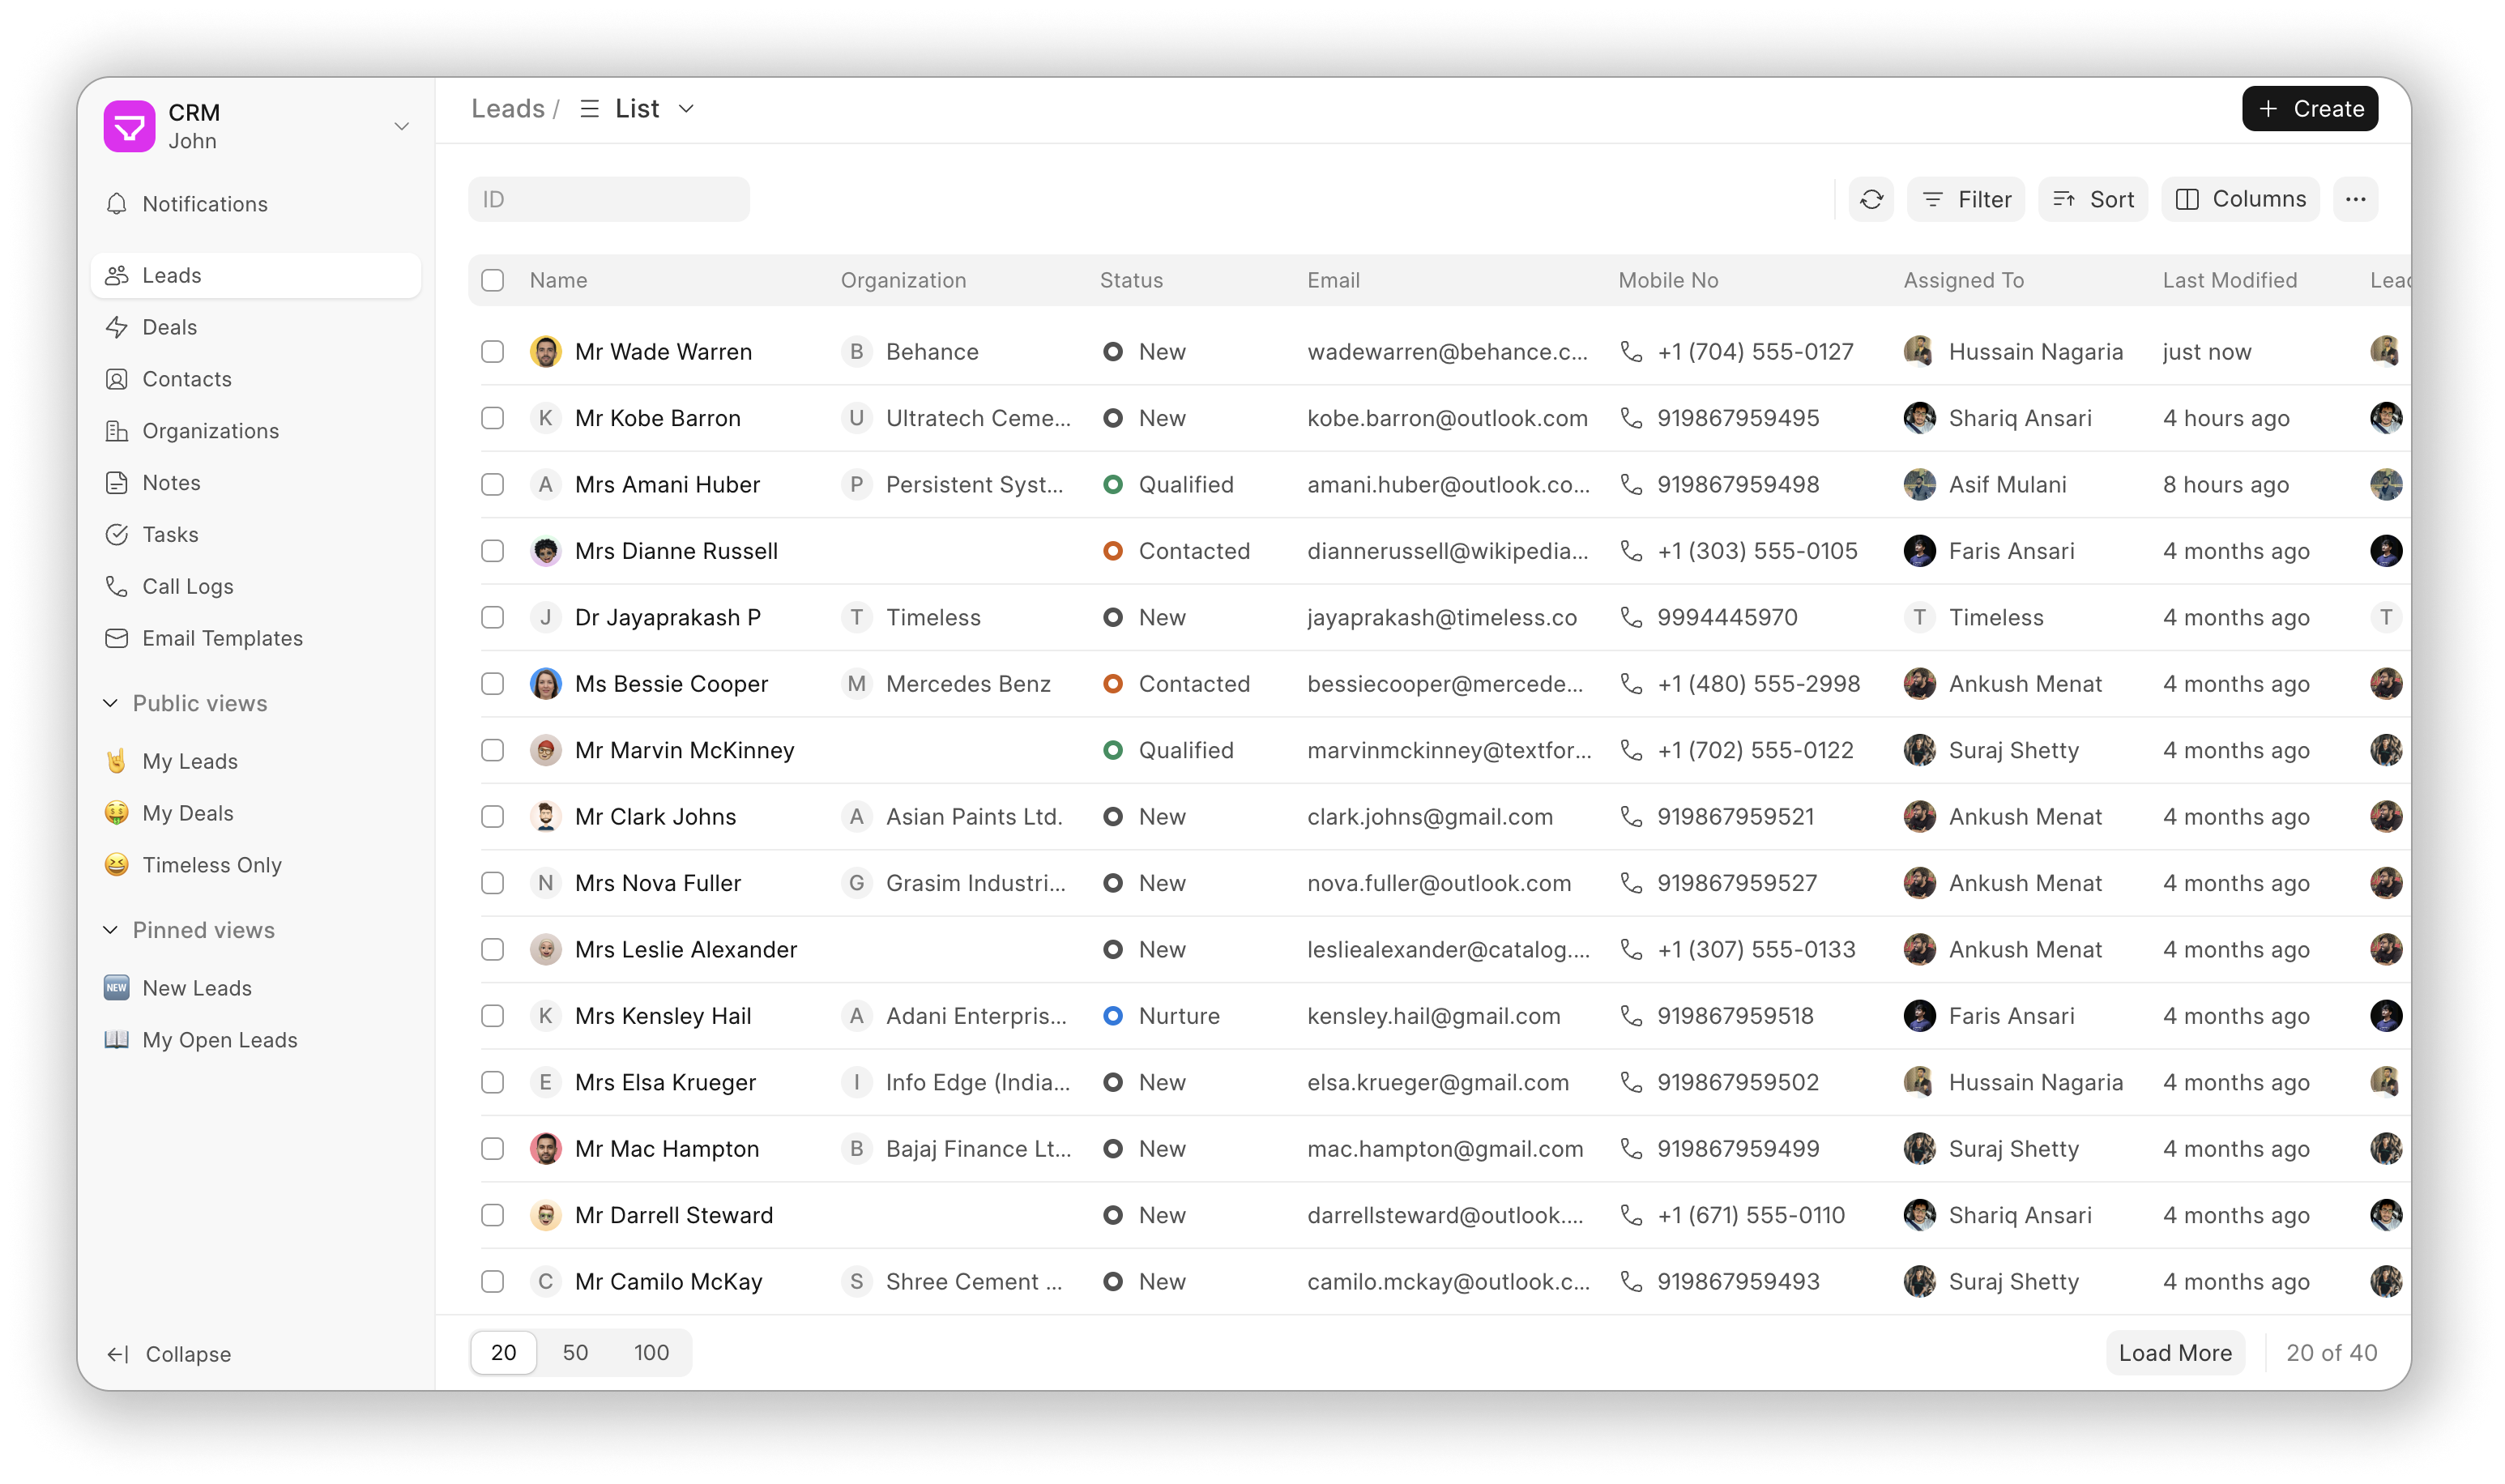 CRM
John
Notifications
Leads
Deals
Contacts
Organizations
Notes
Tasks
Call Logs
Email Templates
Public views
My Leads
My Deals
Timeless Only
Pinned views
NEW New Leads
My Open Leads
Collapse
Leads / List
Create
ID
Filter Sort Columns
Name Organization Status Email Mobile No Assigned To Last Modified Lead
Mr Wade Warren B Behance New wadewarren@behance.c... +1 (704) 555-0127 Hussain Nagaria just now
K Mr Kobe Barron U Ultratech Ceme... New kobe.barron@outlook.com 919867959495 Shariq Ansari 4 hours ago
A Mrs Amani Huber P Persistent Syst... Qualified amani.huber@outlook.co... 919867959498 Asif Mulani 8 hours ago
Mrs Dianne Russell Contacted diannerussell@wikipedia... +1 (303) 555-0105 Faris Ansari 4 months ago
J Dr Jayaprakash P T Timeless New jayaprakash@timeless.co 9994445970 T Timeless 4 months ago T
Ms Bessie Cooper M Mercedes Benz Contacted bessiecooper@mercede... +1 (480) 555-2998 Ankush Menat 4 months ago
Mr Marvin McKinney Qualified marvinmckinney@textfor... +1 (702) 555-0122 Suraj Shetty 4 months ago
Mr Clark Johns A Asian Paints Ltd. New clark.johns@gmail.com 919867959521 Ankush Menat 4 months ago
N Mrs Nova Fuller G Grasim Industri... New nova.fuller@outlook.com 919867959527 Ankush Menat 4 months ago
Mrs Leslie Alexander New lesliealexander@catalog.... +1 (307) 555-0133 Ankush Menat 4 months ago
K Mrs Kensley Hail A Adani Enterpris... Nurture kensley.hail@gmail.com 919867959518 Faris Ansari 4 months ago
E Mrs Elsa Krueger I Info Edge (India... New elsa.krueger@gmail.com 919867959502 Hussain Nagaria 4 months ago
Mr Mac Hampton B Bajaj Finance Lt... New mac.hampton@gmail.com 919867959499 Suraj Shetty 4 months ago
Mr Darrell Steward New darrellsteward@outlook.... +1 (671) 555-0110 Shariq Ansari 4 months ago
C Mr Camilo McKay S Shree Cement ... New camilo.mckay@outlook.c... 919867959493 Suraj Shetty 4 months ago
20 50 100
Load More 20 of 40